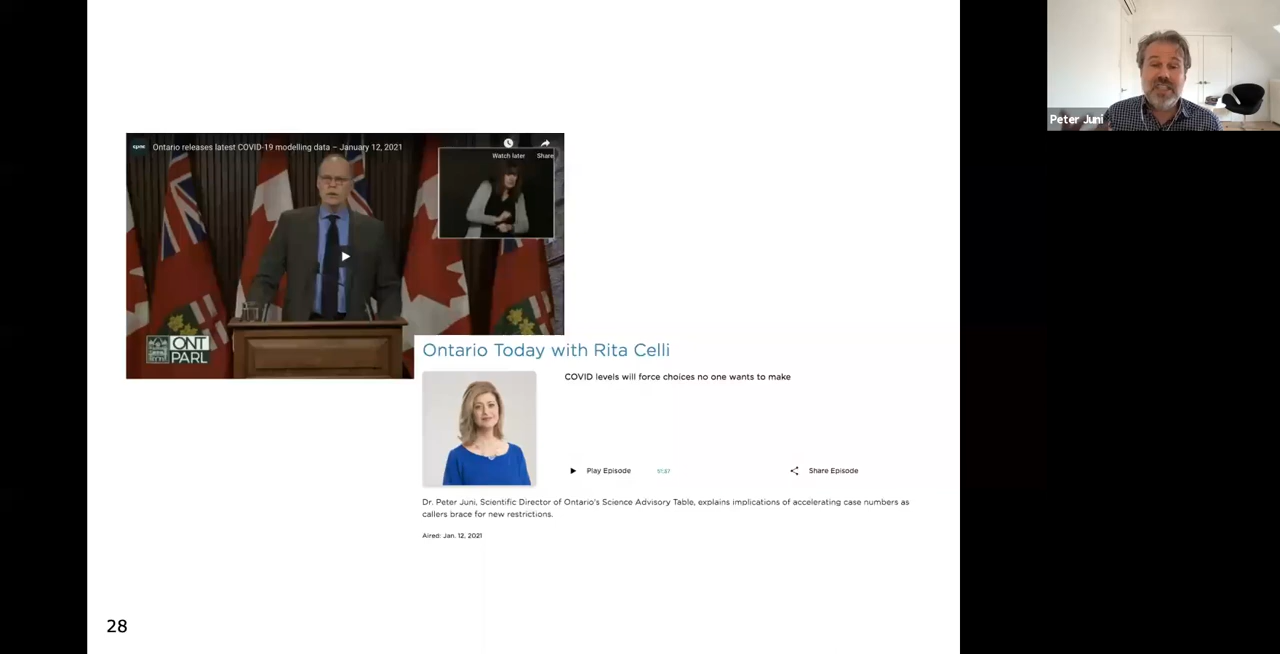 Peter Juni
cpac
Ontario releases latest COVID-19 modelling data – January 12, 2021
Watch later
Share
ONT
PARL
Ontario Today with Rita Celli
COVID levels will force choices no one wants to make
Play Episode
51:37
Share Episode
Dr. Peter Juni, Scientific Director of Ontario's Science Advisory Table, explains implications of accelerating case numbers as
callers brace for new restrictions.
Aired: Jan. 12, 2021
28